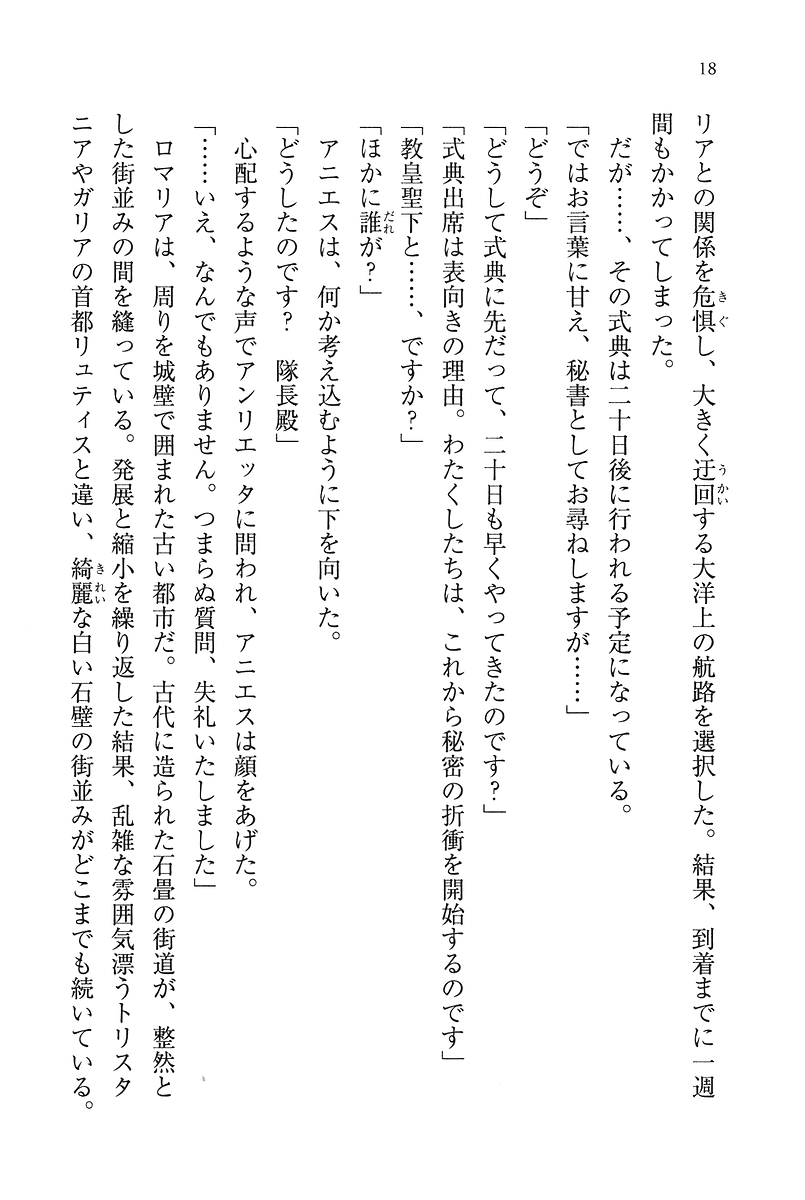 18
リアとの関係を危惧し、大きく迂回する大洋上の航路を選択した。結果、到着までに一週
間もかかってしまった。
だが……、その式典は二十日後に行われる予定になっている。
「ではお言葉に甘え、秘書としてお尋ねしますが……」
「どうぞ」
「どうして式典に先だって、二十日も早くやってきたのです?」
「式典出席は表向きの理由。わたくしたちは、これから秘密の折衝を開始するのです」
「教皇聖下と……、ですか?」
「ほかに誰が?」
アニエスは、何か考え込むように下を向いた。
「どうしたのです? 隊長殿」
心配するような声でアンリエッタに問われ、アニエスは顔をあげた。
「……いえ、なんでもありません。つまらぬ質問、失礼いたしました」
ロマリアは、周りを城壁で囲まれた古い都市だ。古代に造られた石畳の街道が、整然と
した街並みの間を縫っている。発展と縮小を繰り返した結果、乱雑な雰囲気漂うトリスタ
ニアやガリアの首都リュティスと違い、綺麗な白い石壁の街並みがどこまでも続いている。